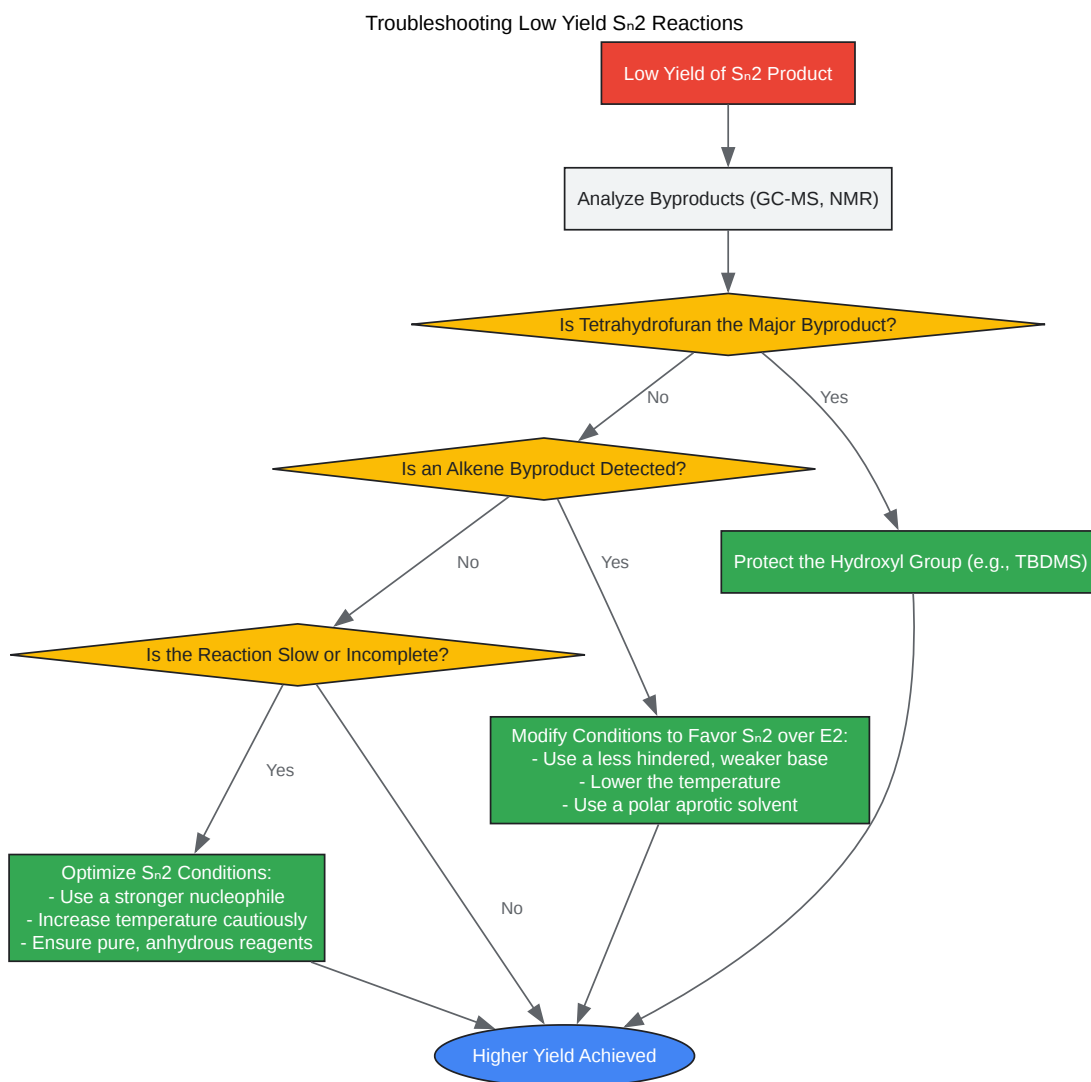 Troubleshooting Low Yield Sₙ2 Reactions
Low Yield of Sₙ2 Product
Analyze Byproducts (GC-MS, NMR)
Is Tetrahydrofuran the Major Byproduct?
No
Yes
Is an Alkene Byproduct Detected?
No
Yes
Protect the Hydroxyl Group (e.g., TBDMS)
Is the Reaction Slow or Incomplete?
Yes
No
Modify Conditions to Favor Sₙ2 over E2:
- Use a less hindered, weaker base
- Lower the temperature
- Use a polar aprotic solvent
Optimize Sₙ2 Conditions:
- Use a stronger nucleophile
- Increase temperature cautiously
- Ensure pure, anhydrous reagents
Higher Yield Achieved